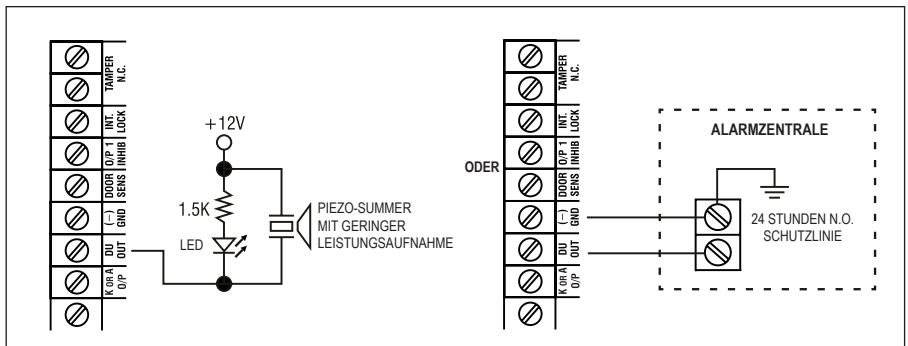 TAMPER
N.C.
INT.
LOCK
O/P 1
INHIB
DOOR
SENS
(–)
GND
DU
OUT
K OR A
O/P
+12V
1.5K
LED
PIEZO-SUMMER
MIT GERINGER
LEISTUNGSAUFNAHME
ODER
TAMPER
N.C.
INT.
LOCK
O/P 1
INHIB
DOOR
SENS
(–)
GND
DU
OUT
K OR A
O/P
ALARMZENTRALE
24 STUNDEN N.O.
SCHUTZLINIE